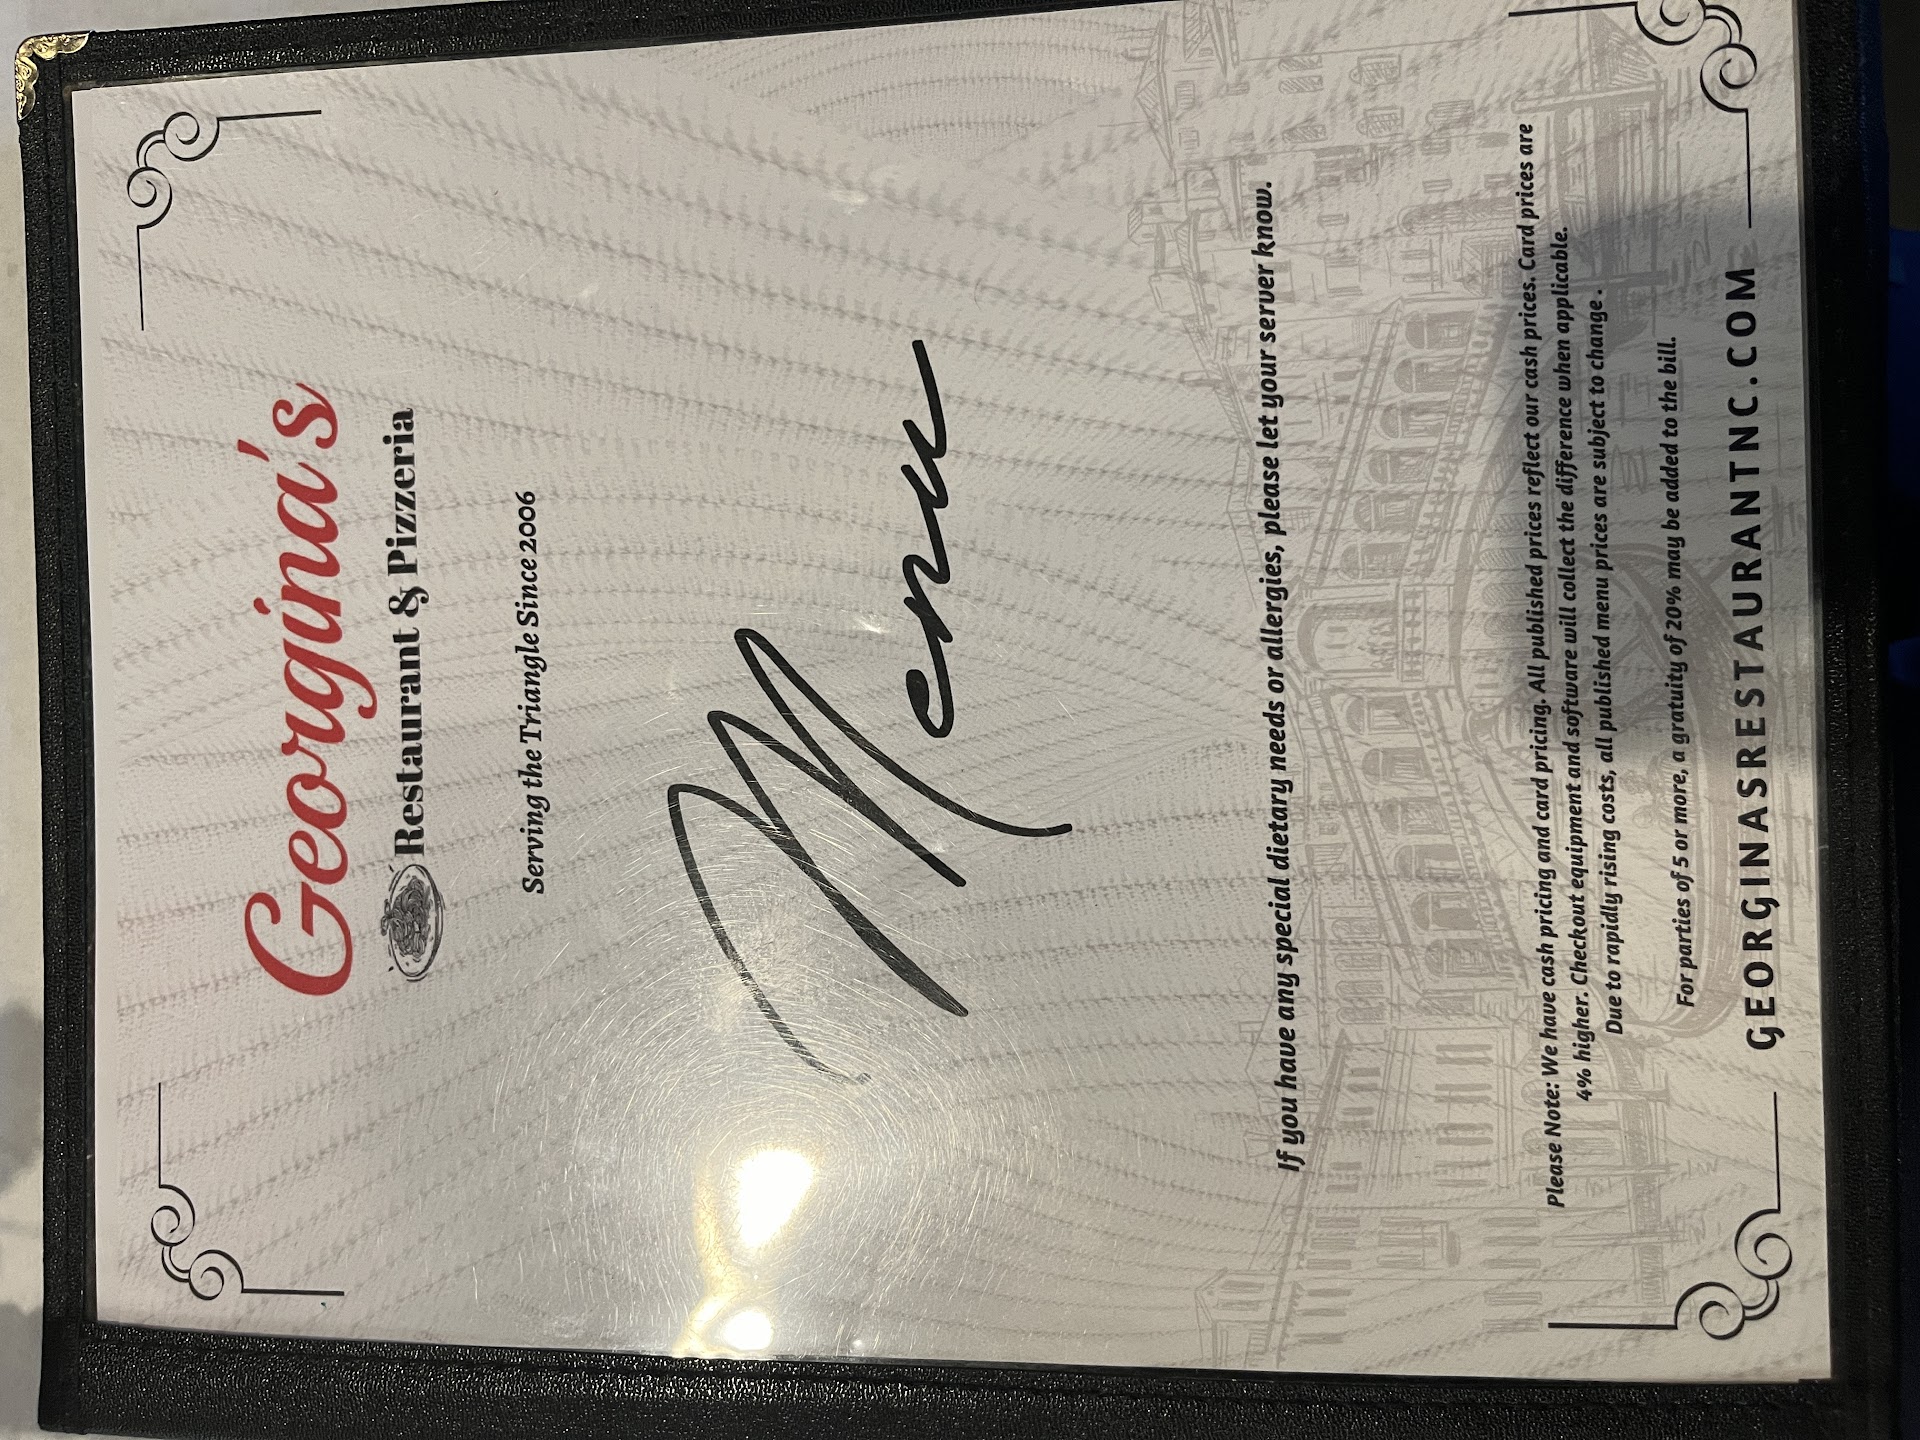 Georgina's
Restaurant & Pizzeria
Serving the Triangle Since 2006
Menu
If you have any special dietary needs or allergies, please let your server know.
Please Note: We have cash pricing and card pricing. All published prices reflect our cash prices. Card prices are
4% higher. Checkout equipment and software will collect the difference when applicable.
Due to rapidly rising costs, all published menu prices are subject to change .
For parties of 5 or more, a gratuity of 20% may be added to the bill.
GEORGINASRESTAURANTNC.COM